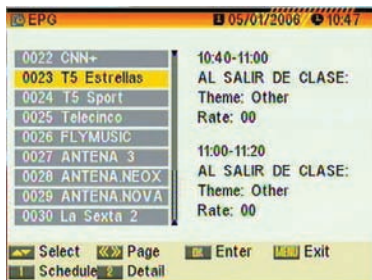 EPG 05/01/2006 10:47
0022 CNN+
0023 T5 Estrellas
0024 T5 Sport
0025 Telecinco
0026 FLYMUSIC
0027 ANTENA 3
0028 ANTENA.NEOX
0029 ANTENA.NOVA
0030 La Sexta 2
10:40-11:00
AL SALIR DE CLASE:
Theme: Other
Rate: 00
11:00-11:20
AL SALIR DE CLASE:
Theme: Other
Rate: 00
Select Page OK Enter MENU Exit
1 Schedule 2 Detail